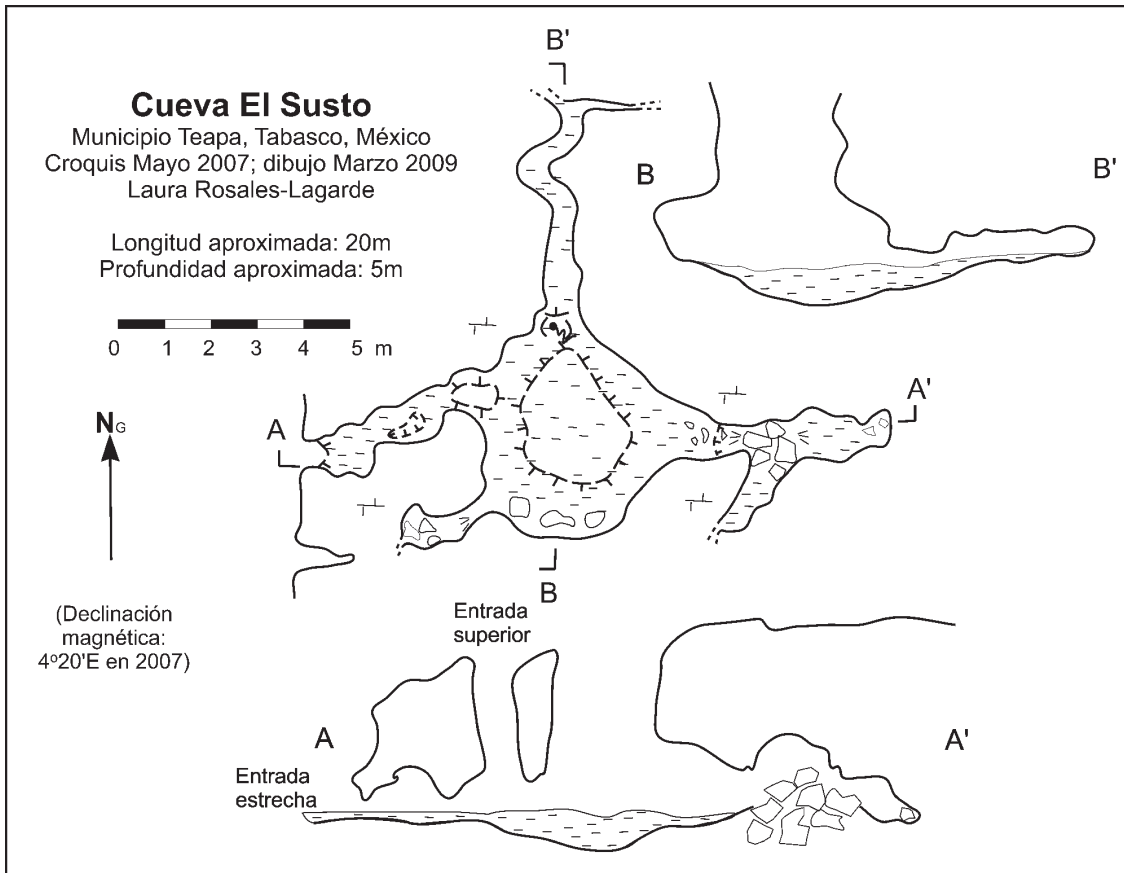 Cueva El Susto
Municipio Teapa, Tabasco, México
Croquis Mayo 2007; dibujo Marzo 2009
Laura Rosales-Lagarde
Longitud aproximada: 20m
Profundidad aproximada: 5m
0 1 2 3 4 5 m
NG
(Declinación
magnética:
4º20'E en 2007)
B'
A
A'
B
B
B'
Entrada
superior
A
A'
Entrada
estrecha